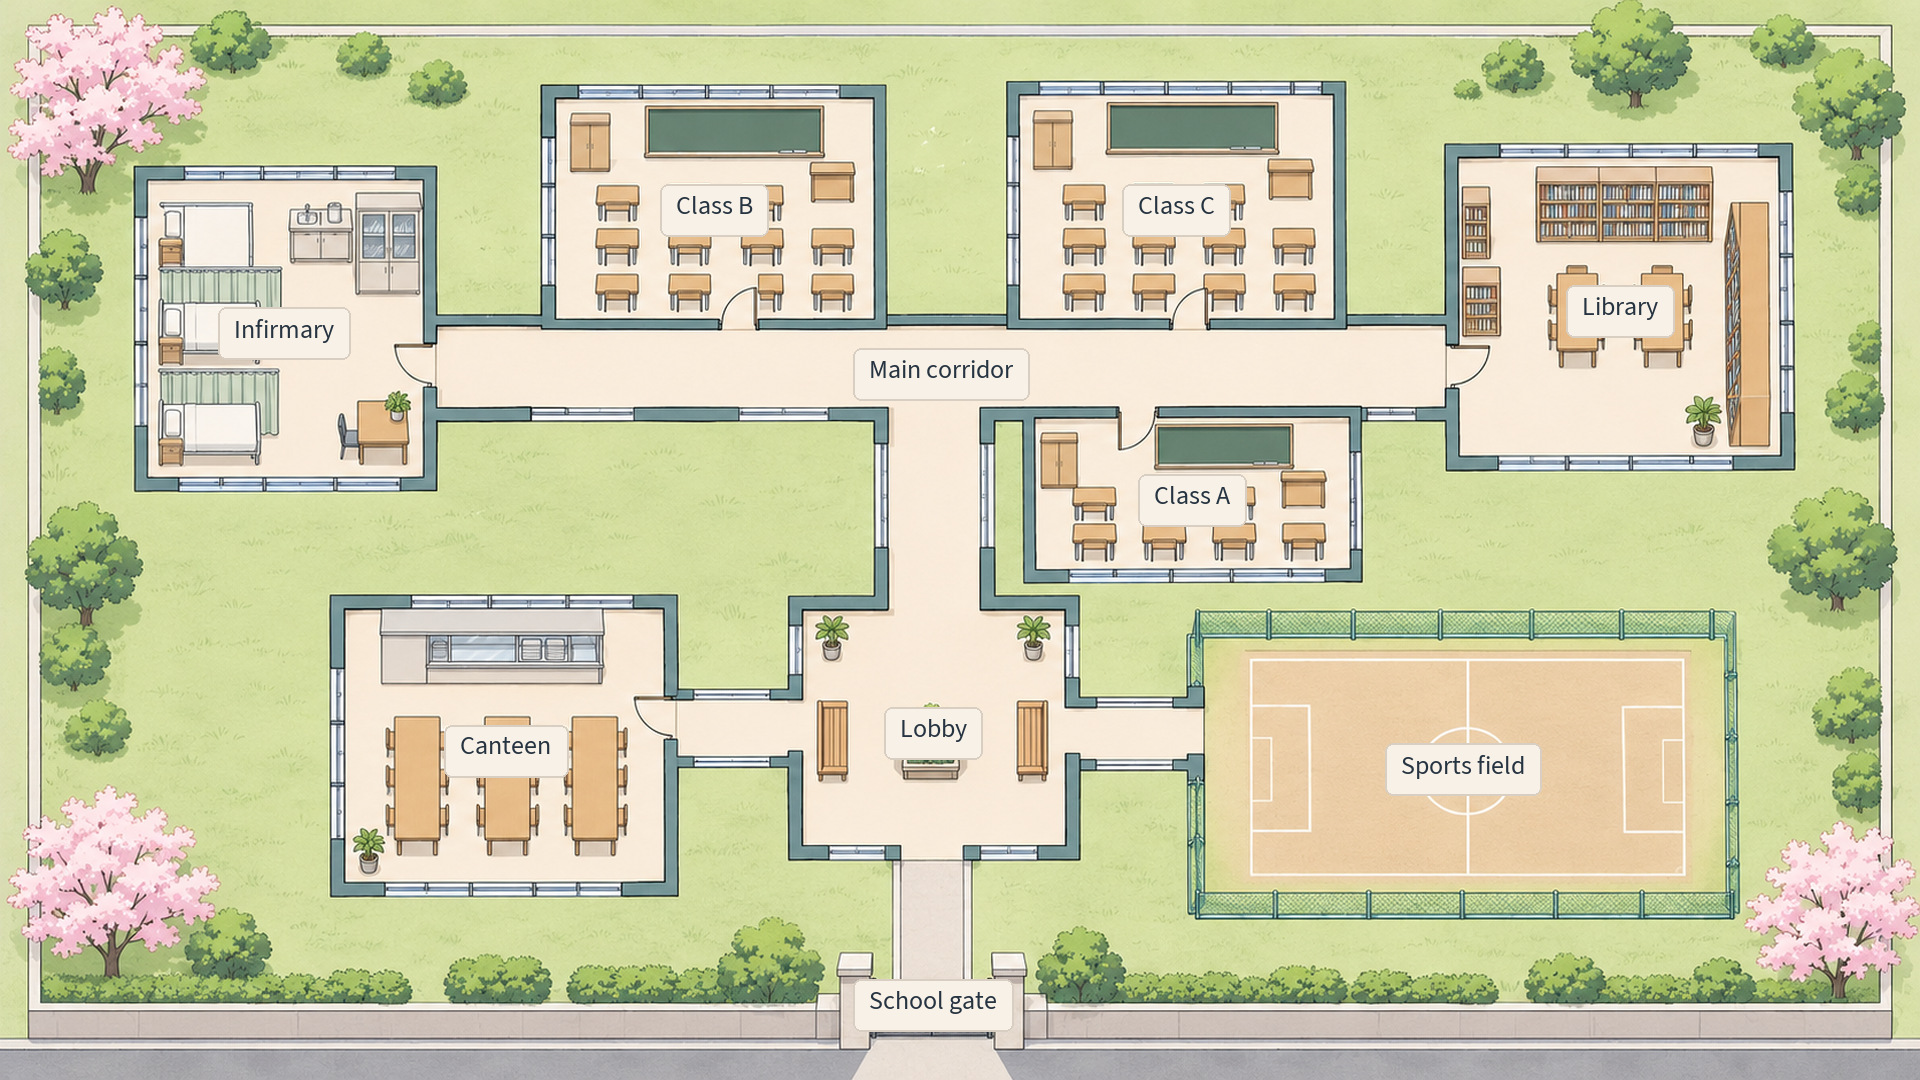 Class B
Class C
Library
Infirmary
Main corridor
Class A
Canteen
Lobby
Sports field
School gate